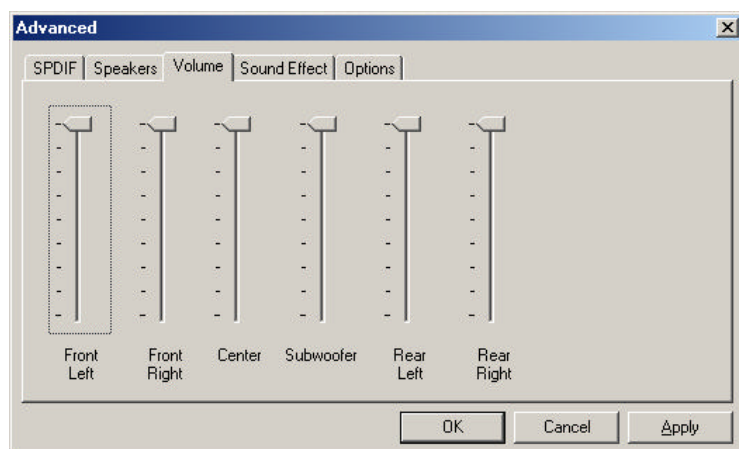 Advanced
SPDIF Speakers Volume Sound Effect Options
Front Left
Front Right
Center
Subwoofer
Rear Left
Rear Right
OK Cancel Apply